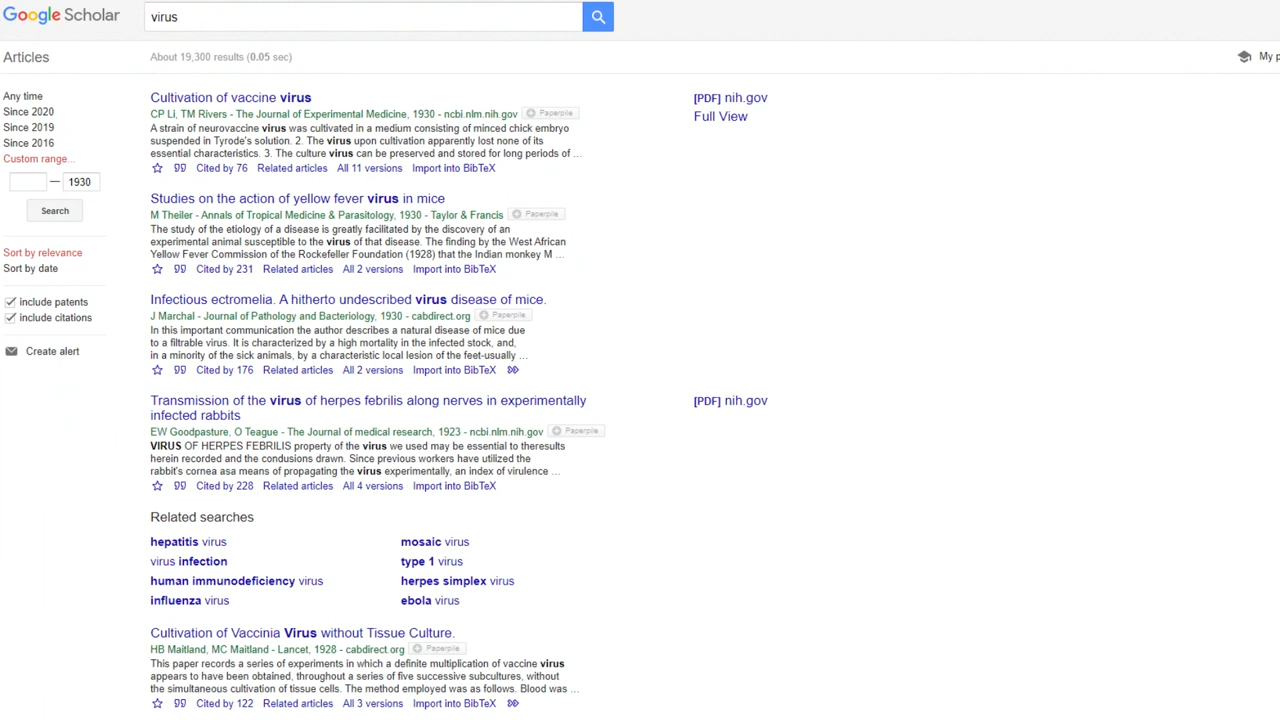 Google Scholar
virus
Articles
About 19,300 results (0.05 sec)
My p
Any time
Since 2020
Since 2019
Since 2016
Custom range...
— 1930
Search
Sort by relevance
Sort by date
include patents
include citations
Create alert
Cultivation of vaccine virus
CP Li, TM Rivers - The Journal of Experimental Medicine, 1930 - ncbi.nlm.nih.gov Paperpile
A strain of neurovaccine virus was cultivated in a medium consisting of minced chick embryo
suspended in Tyrode's solution. 2. The virus upon cultivation apparently lost none of its
essential characteristics. 3. The culture virus can be preserved and stored for long periods of ...
Cited by 76 Related articles All 11 versions Import into BibTeX
[PDF] nih.gov
Full View
Studies on the action of yellow fever virus in mice
M Theiler - Annals of Tropical Medicine & Parasitology, 1930 - Taylor & Francis Paperpile
The study of the etiology of a disease is greatly facilitated by the discovery of an
experimental animal susceptible to the virus of that disease. The finding by the West African
Yellow Fever Commission of the Rockefeller Foundation (1928) that the Indian monkey M ...
Cited by 231 Related articles All 2 versions Import into BibTeX
Infectious ectromelia. A hitherto undescribed virus disease of mice.
J Marchal - Journal of Pathology and Bacteriology, 1930 - cabdirect.org Paperpile
In this important communication the author describes a natural disease of mice due
to a filtrable virus. It is characterized by a high mortality in the infected stock, and,
in a minority of the sick animals, by a characteristic local lesion of the feet-usually ...
Cited by 176 Related articles All 2 versions Import into BibTeX
Transmission of the virus of herpes febrilis along nerves in experimentally
infected rabbits
EW Goodpasture, O Teague - The Journal of medical research, 1923 - ncbi.nlm.nih.gov Paperpile
VIRUS OF HERPES FEBRILIS property of the virus we used may be essential to theresults
herein recorded and the condusions drawn. Since previous workers have utilized the
rabbit's cornea asa means of propagating the virus experimentally, an index of virulence ...
Cited by 228 Related articles All 4 versions Import into BibTeX
[PDF] nih.gov
Related searches
hepatitis virus
mosaic virus
virus infection
type 1 virus
human immunodeficiency virus
herpes simplex virus
influenza virus
ebola virus
Cultivation of Vaccinia Virus without Tissue Culture.
HB Maitland, MC Maitland - Lancet, 1928 - cabdirect.org Paperpile
This paper records a series of experiments in which a definite multiplication of vaccine virus
appears to have been obtained, throughout a series of five successive subcultures, without
the simultaneous cultivation of tissue cells. The method employed was as follows. Blood was ...
Cited by 122 Related articles All 3 versions Import into BibTeX